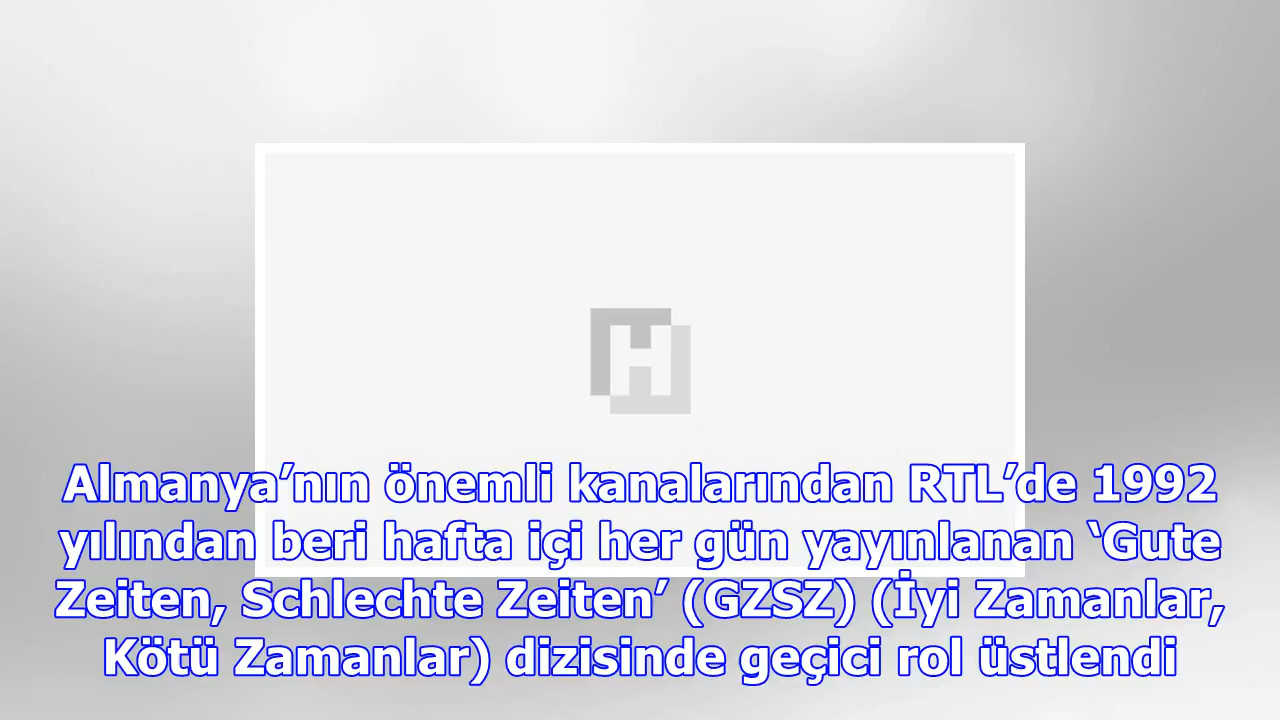 H
Almanya’nın önemli kanalarından RTL’de 1992
yılından beri hafta içi her gün yayınlanan ‘Gute
Zeiten, Schlechte Zeiten’ (GZSZ) (İyi Zamanlar,
Kötü Zamanlar) dizisinde geçici rol üstlendi